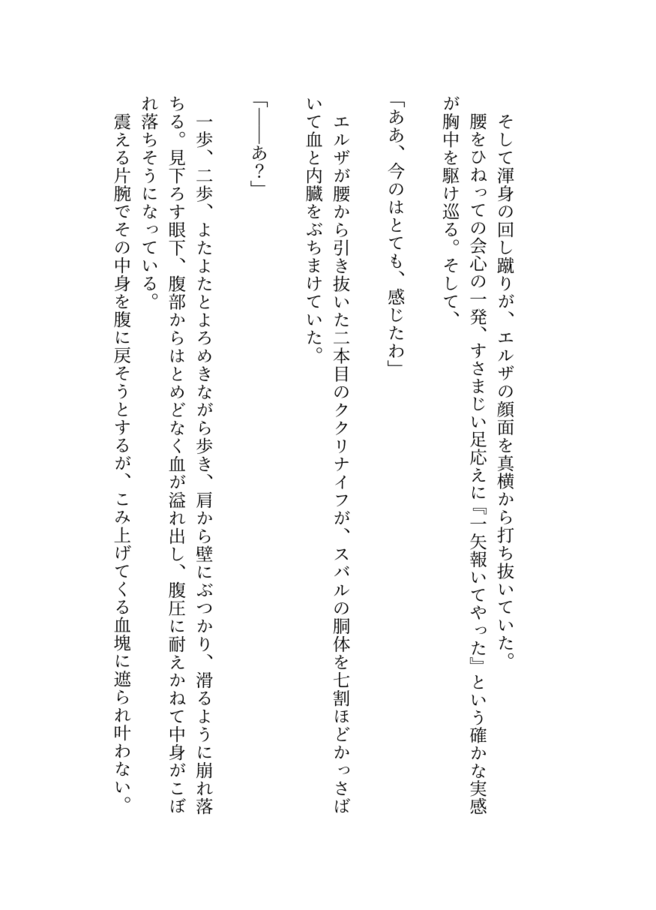 そして渾身の回し蹴りが、エルザの顔面を真横から打ち抜いていた。
　腰をひねっての会心の一発、すさまじい足応えに『一矢報いてやった』という確かな実感
が胸中を駆け巡る。そして、
「ああ、今のはとても、感じたわ」
　エルザが腰から引き抜いた二本目のククリナイフが、スバルの胴体を七割ほどかっさば
いて血と内臓をぶちまけていた。
「――あ？」
　一歩、二歩、よたよたとよろめきながら歩き、肩から壁にぶつかり、滑るように崩れ落
ちる。見下ろす眼下、腹部からはとめどなく血が溢れ出し、腹圧に耐えかねて中身がこぼ
れ落ちそうになっている。
　震える片腕でその中身を腹に戻そうとするが、こみ上げてくる血塊に遮られ叶わない。